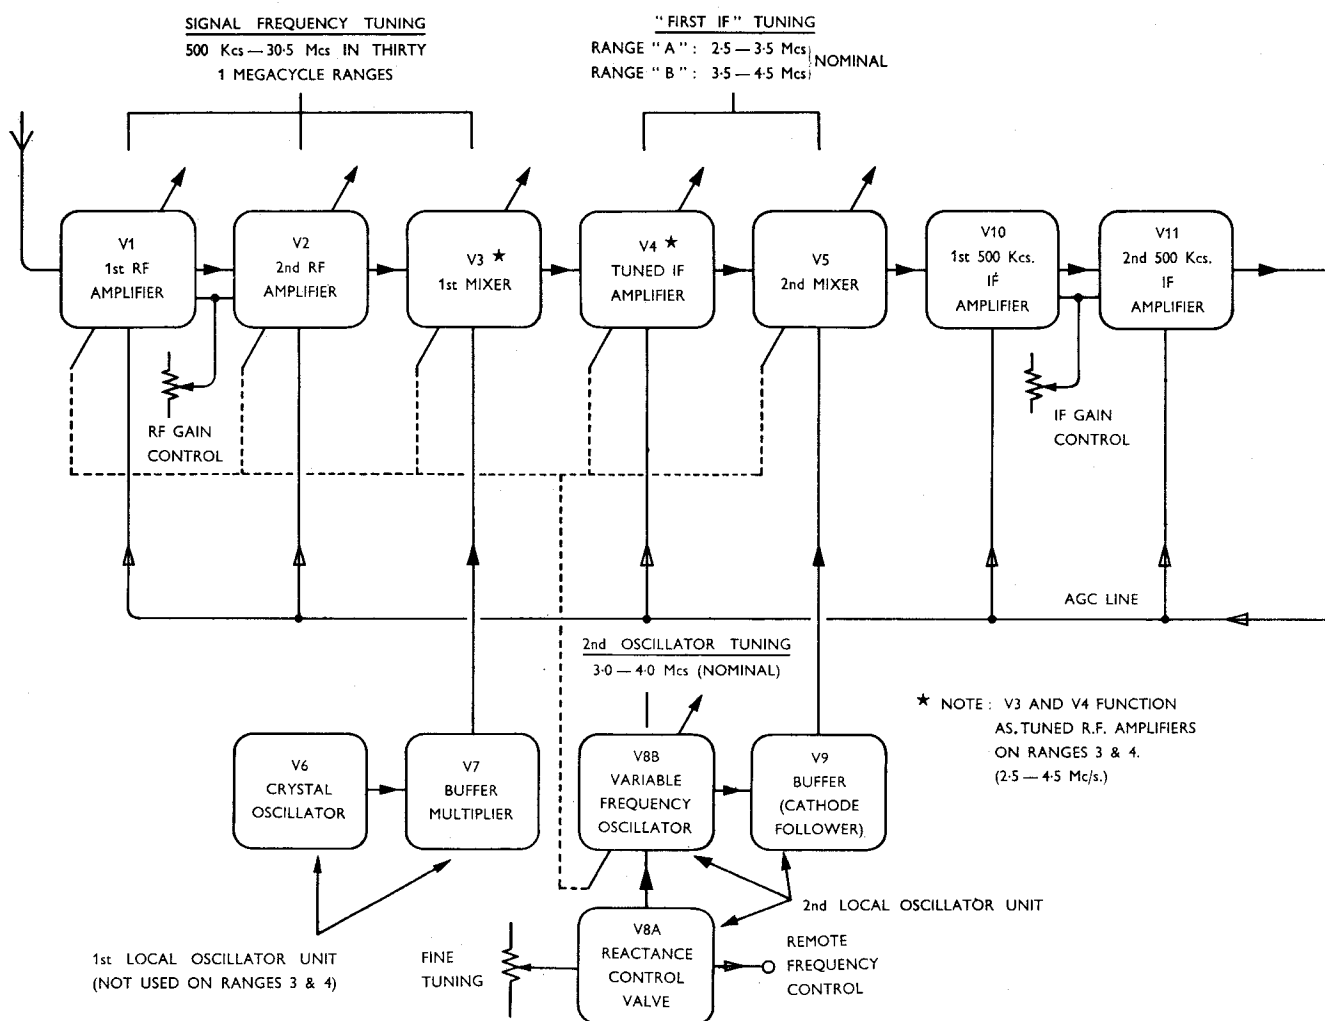 SIGNAL FREQUENCY TUNING
500 Kcs — 30·5 Mcs IN THIRTY
1 MEGACYCLE RANGES
"FIRST IF" TUNING
RANGE "A" : 2·5 — 3·5 Mcs
RANGE "B" : 3·5 — 4·5 Mcs
NOMINAL
V1
1st RF
AMPLIFIER
V2
2nd RF
AMPLIFIER
V3 ★
1st MIXER
V4 ★
TUNED IF
AMPLIFIER
V5
2nd MIXER
V10
1st 500 Kcs.
IF
AMPLIFIER
V11
2nd 500 Kcs.
IF
AMPLIFIER
RF GAIN
CONTROL
IF GAIN
CONTROL
AGC LINE
2nd OSCILLATOR TUNING
3·0 — 4·0 Mcs (NOMINAL)
★ NOTE : V3 AND V4 FUNCTION
AS. TUNED R.F. AMPLIFIERS
ON RANGES 3 & 4.
(2·5 — 4·5 Mc/s.)
V6
CRYSTAL
OSCILLATOR
V7
BUFFER
MULTIPLIER
V8B
VARIABLE
FREQUENCY
OSCILLATOR
V9
BUFFER
(CATHODE
FOLLOWER)
1st LOCAL OSCILLATOR UNIT
(NOT USED ON RANGES 3 & 4)
2nd LOCAL OSCILLATOR UNIT
FINE
TUNING
V8A
REACTANCE
CONTROL
VALVE
REMOTE
FREQUENCY
CONTROL